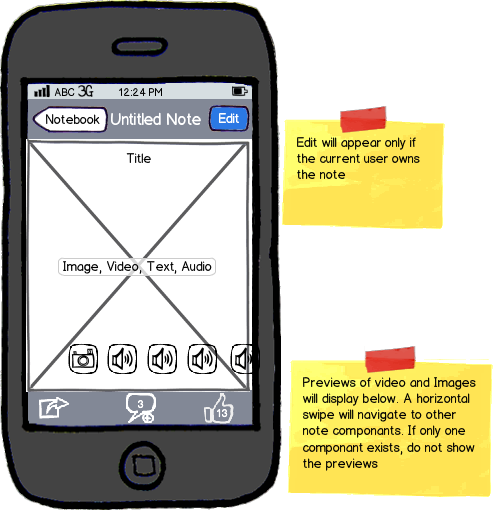 ABC 3G 12:24 PM
Notebook Untitled Note Edit
Title
Image, Video, Text, Audio
3
13
Edit will appear only if
the current user owns
the note
Previews of video and Images
will display below. A horizontal
swipe will navigate to other
note componants. If only one
componant exists, do not show
the previews